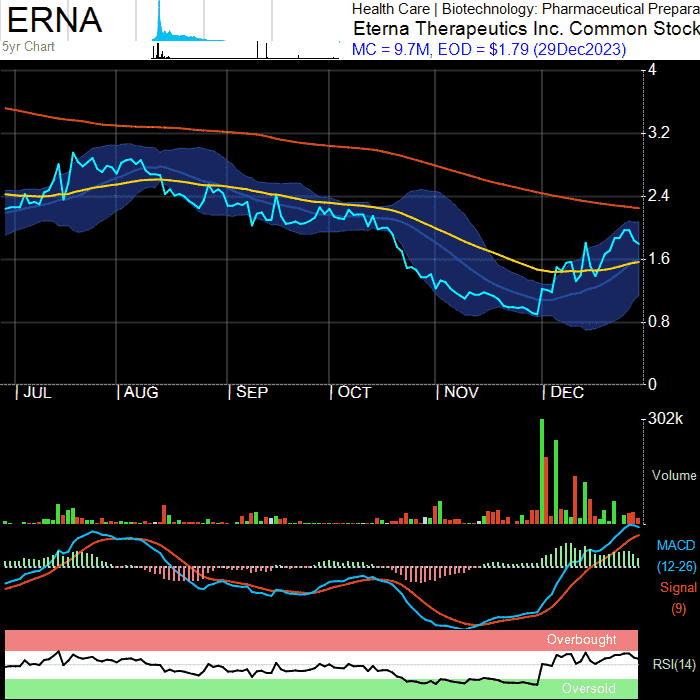 ERNA
Health Care | Biotechnology: Pharmaceutical Prepara
Eterna Therapeutics Inc. Common Stock
5yr Chart
MC = 9.7M, EOD = $1.79 (29Dec2023)
4
3.2
2.4
1.6
0.8
0
| JUL | AUG | SEP | OCT | NOV | DEC
302k
Volume
MACD
(12-26)
Signal
(9)
Overbought
RSI(14)
Oversold